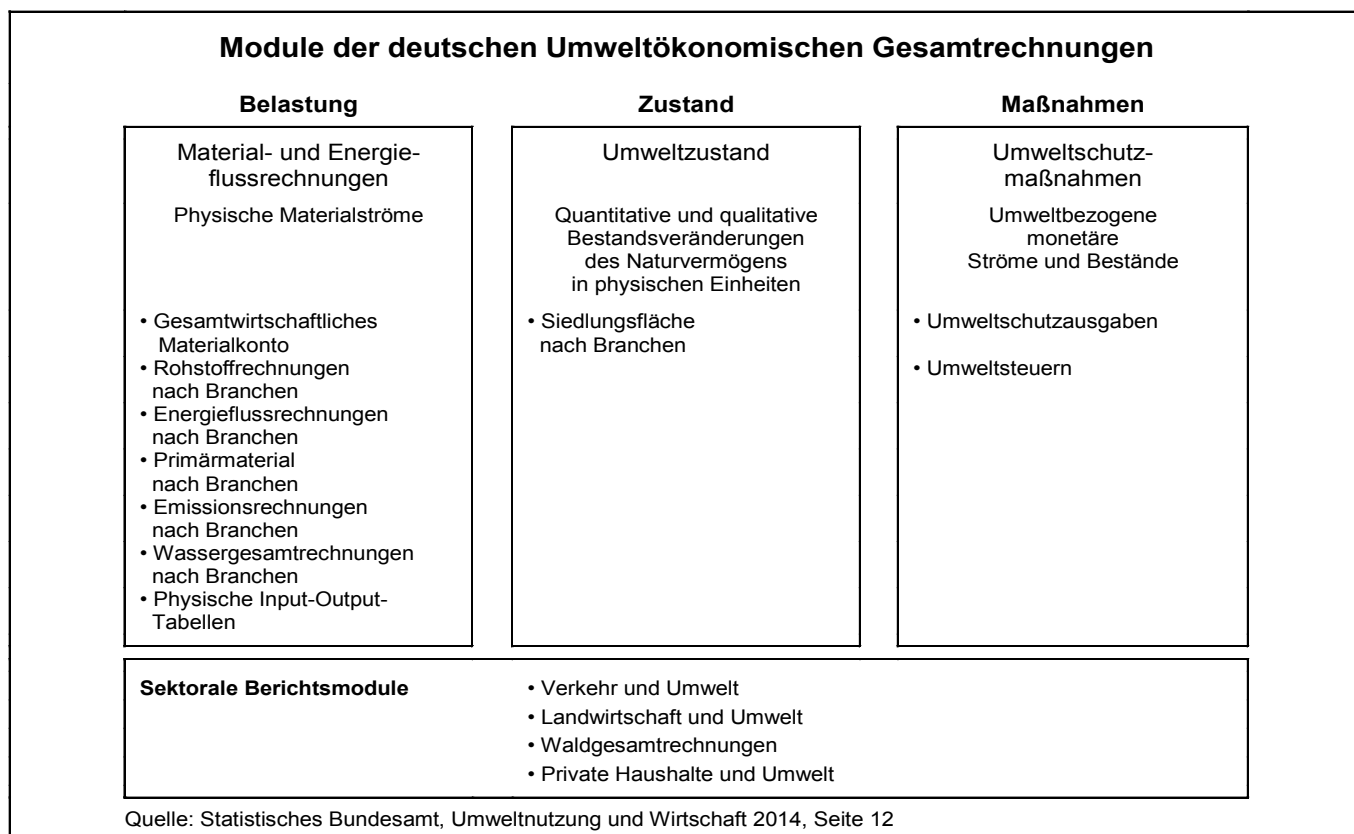 Module der deutschen Umweltökonomischen Gesamtrechnungen
Belastung
Material- und Energie-
flussrechnungen
Physische Materialströme
• Gesamtwirtschaftliches
Materialkonto
• Rohstoffrechnungen
nach Branchen
• Energieflussrechnungen
nach Branchen
• Primärmaterial
nach Branchen
• Emissionsrechnungen
nach Branchen
• Wassergesamtrechnungen
nach Branchen
• Physische Input-Output-
Tabellen
Zustand
Umweltzustand
Quantitative und qualitative
Bestandsveränderungen
des Naturvermögens
in physischen Einheiten
• Siedlungsfläche
nach Branchen
Maßnahmen
Umweltschutz-
maßnahmen
Umweltbezogene
monetäre
Ströme und Bestände
• Umweltschutzausgaben
• Umweltsteuern
Sektorale Berichtsmodule
• Verkehr und Umwelt
• Landwirtschaft und Umwelt
• Waldgesamtrechnungen
• Private Haushalte und Umwelt
Quelle: Statistisches Bundesamt, Umweltnutzung und Wirtschaft 2014, Seite 12